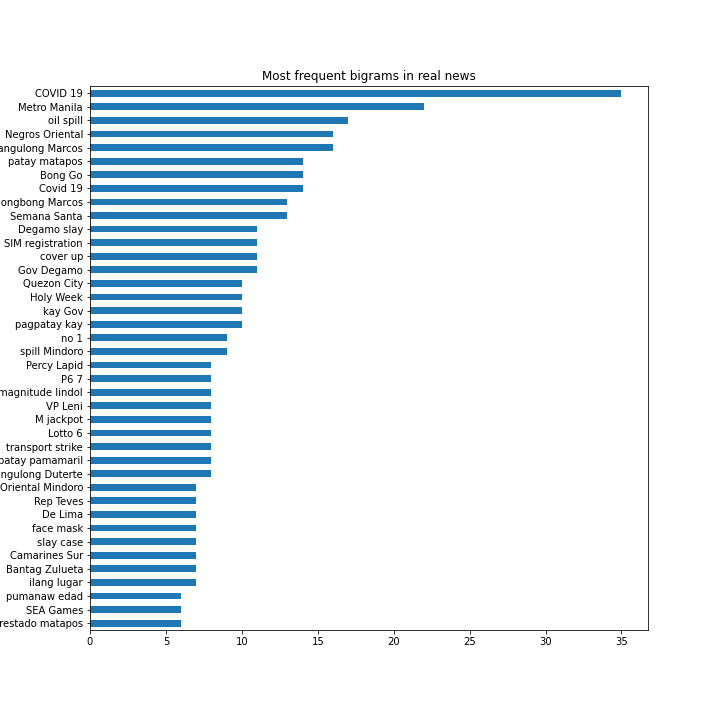 Most frequent bigrams in real news
COVID 19
Metro Manila
oil spill
Negros Oriental
angulong Marcos
patay matapos
Bong Go
Covid 19
ongbong Marcos
Semana Santa
Degamo slay
SIM registration
cover up
Gov Degamo
Quezon City
Holy Week
kay Gov
pagpatay kay
no 1
spill Mindoro
Percy Lapid
P6 7
magnitude lindol
VP Leni
M jackpot
Lotto 6
transport strike
patay pamamaril
ngulong Duterte
Oriental Mindoro
Rep Teves
De Lima
face mask
slay case
Camarines Sur
Bantag Zulueta
ilang lugar
pumanaw edad
SEA Games
restado matapos
0 5 10 15 20 25 30 35